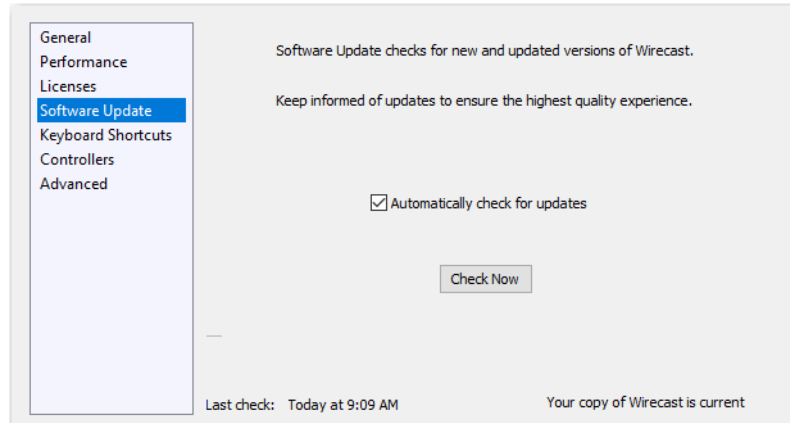 General
Performance
Licenses
Software Update
Keyboard Shortcuts
Controllers
Advanced
Software Update checks for new and updated versions of Wirecast.
Keep informed of updates to ensure the highest quality experience.
Automatically check for updates
Check Now
Last check: Today at 9:09 AM
Your copy of Wirecast is current